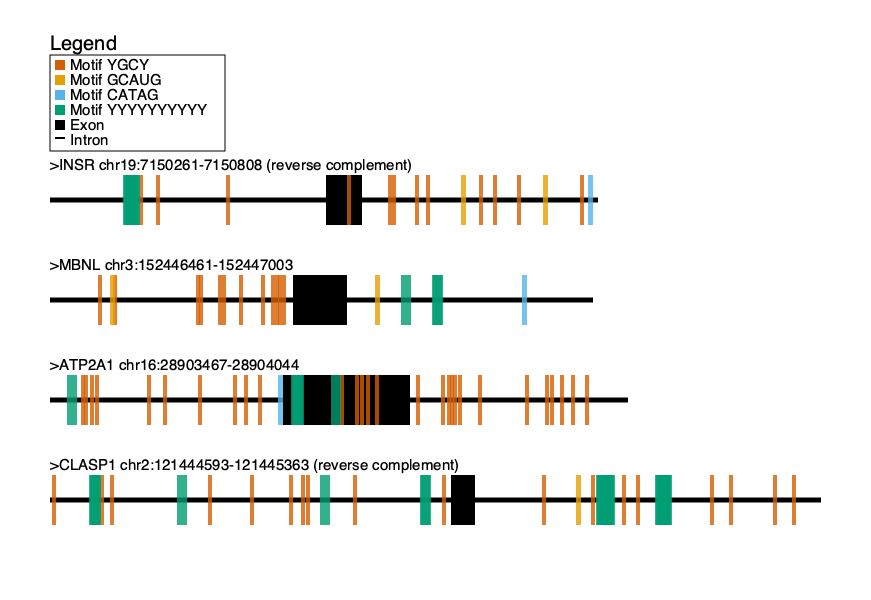 Legend
Motif YGCY
Motif GCAUG
Motif CATAG
Motif YYYYYYYYYY
Exon
Intron
>INSR chr19:7150261-7150808 (reverse complement)
>MBNL chr3:152446461-152447003
>ATP2A1 chr16:28903467-28904044
>CLASP1 chr2:121444593-121445363 (reverse complement)